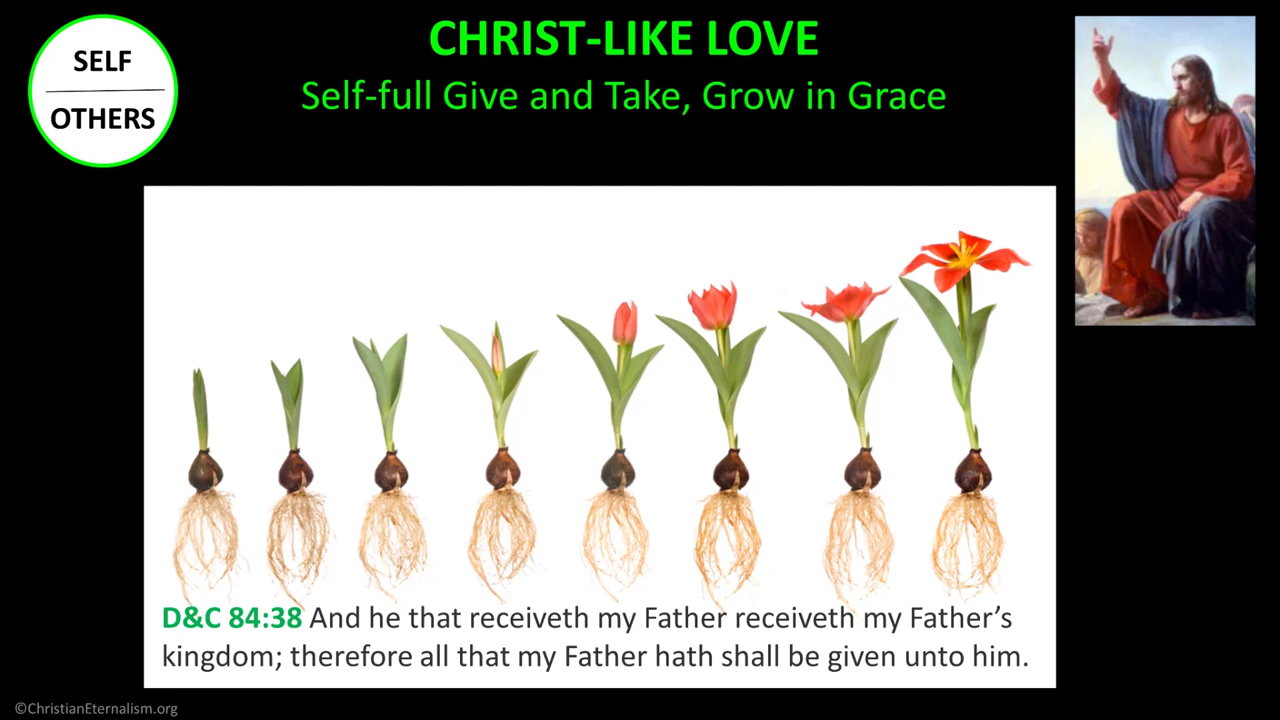 SELF
OTHERS
CHRIST-LIKE LOVE
Self-full Give and Take, Grow in Grace
D&C 84:38 And he that receiveth my Father receiveth my Father’s
kingdom; therefore all that my Father hath shall be given unto him.
©ChristianEternalism.org